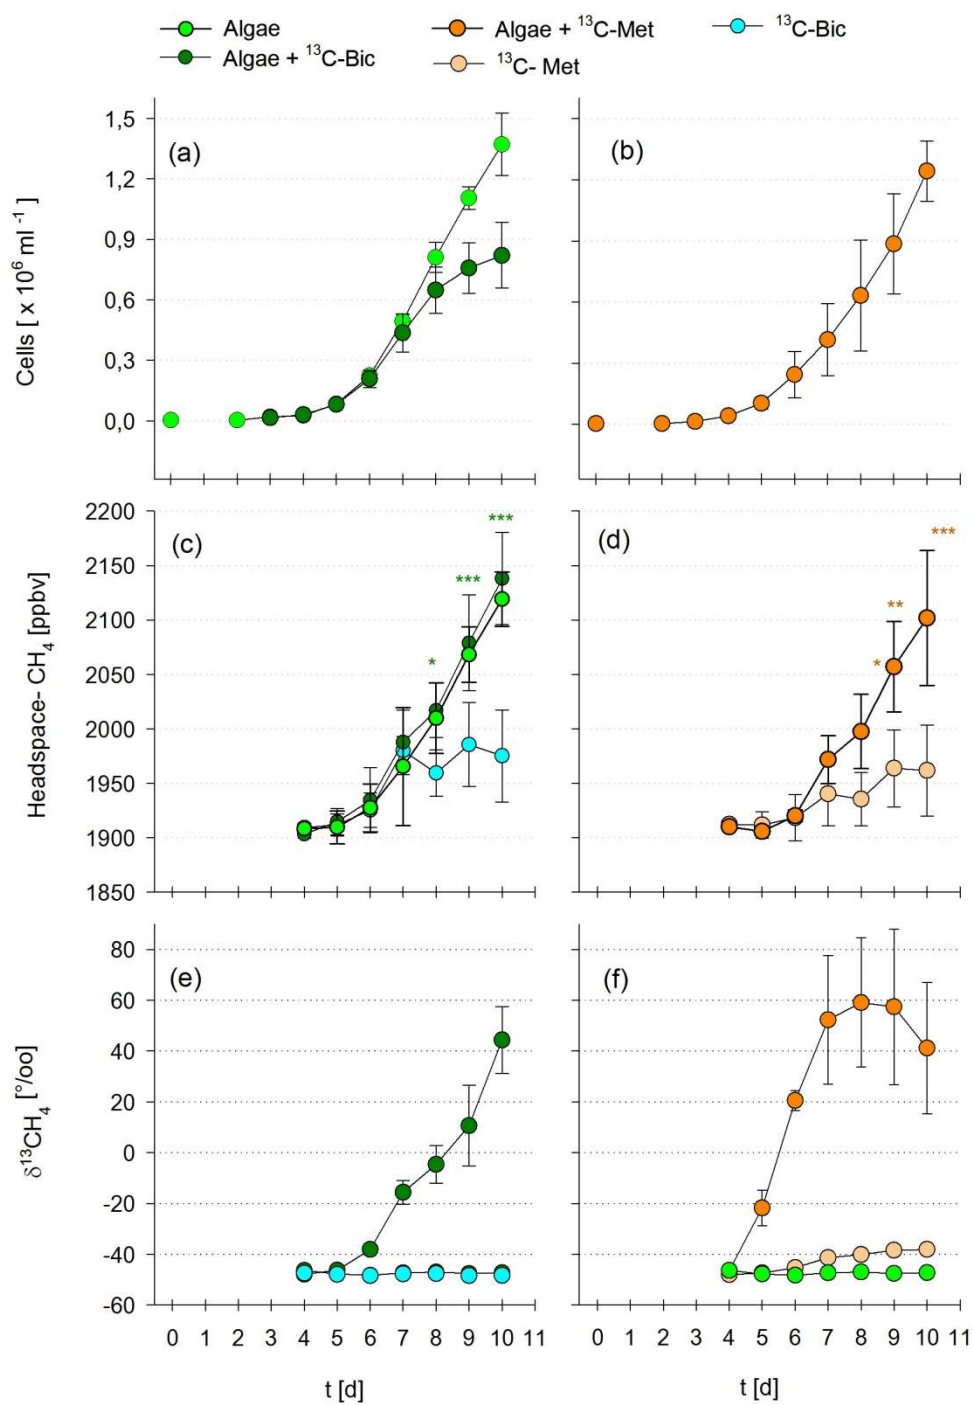 Algae
Algae + ¹³C-Met
¹³C-Bic
Algae + ¹³C-Bic
¹³C- Met
1,5
1,2
0,9
0,6
0,3
0,0
Cells [ x 10⁶ ml ⁻¹]
(a)
(b)
2200
2150
2100
2050
2000
1950
1900
1850
Headspace- CH₄ [ppbv]
(c)
*
***
***
(d)
*
**
***
80
60
40
20
0
-20
-40
-60
δ¹³CH₄ [°/oo]
(e)
(f)
0 1 2 3 4 5 6 7 8 9 10 11
0 1 2 3 4 5 6 7 8 9 10 11
t [d]
t [d]